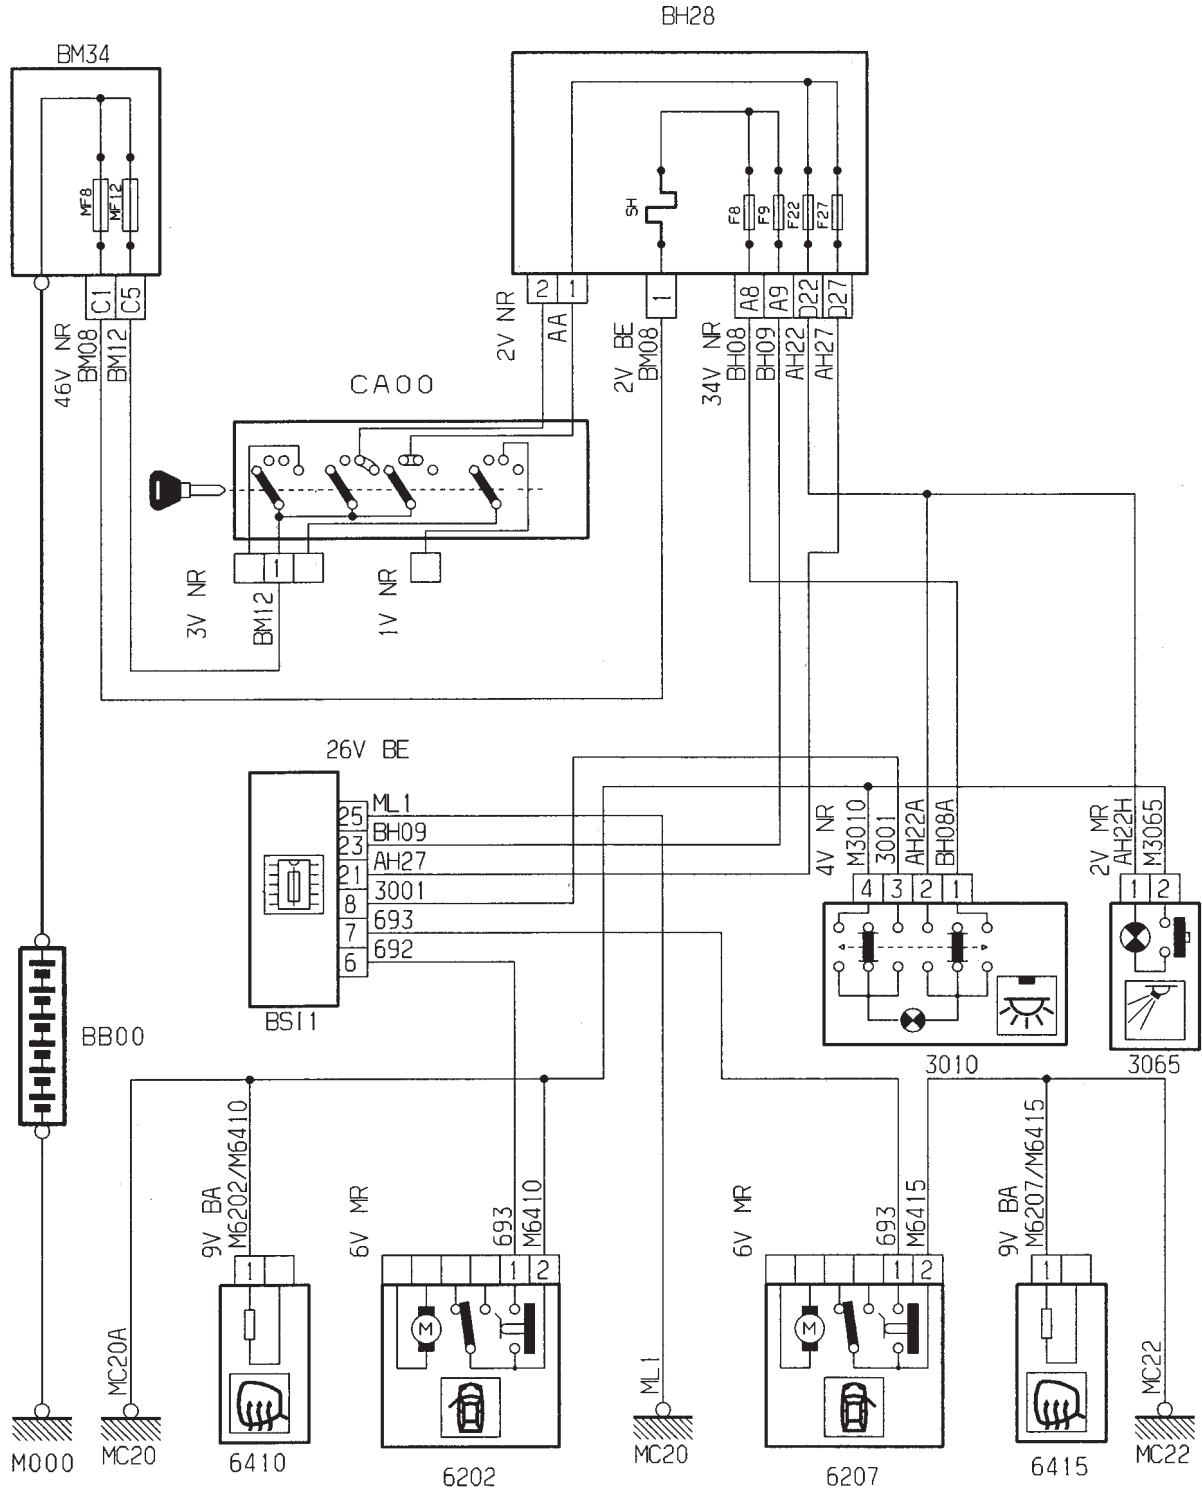 BH28
BM34
MF8
MF12
SH
F8
F9
F22
F27
C1
C5
2
1
1
A8
A9
D22
D27
46V NR
BM08
BM12
2V NR
AA
2V BE
BM08
34V NR
BH08
BH09
AH22
AH27
CA00
1
3V NR
BM12
1V NR
26V BE
25
ML1
23
BH09
21
AH27
8
3001
7
693
6
692
BSI1
4V NR
M3010
3001
AH22A
BH08A
2V MR
AH22H
M3065
4
3
2
1
1
2
3010
3065
BB00
9V BA
M6202/M6410
6V MR
693
M6410
6V MR
693
M6415
9V BA
M6207/M6415
1
1
2
1
2
1
M
M
MC20A
ML1
MC22
M000
MC20
6410
6202
MC20
6207
6415
MC22